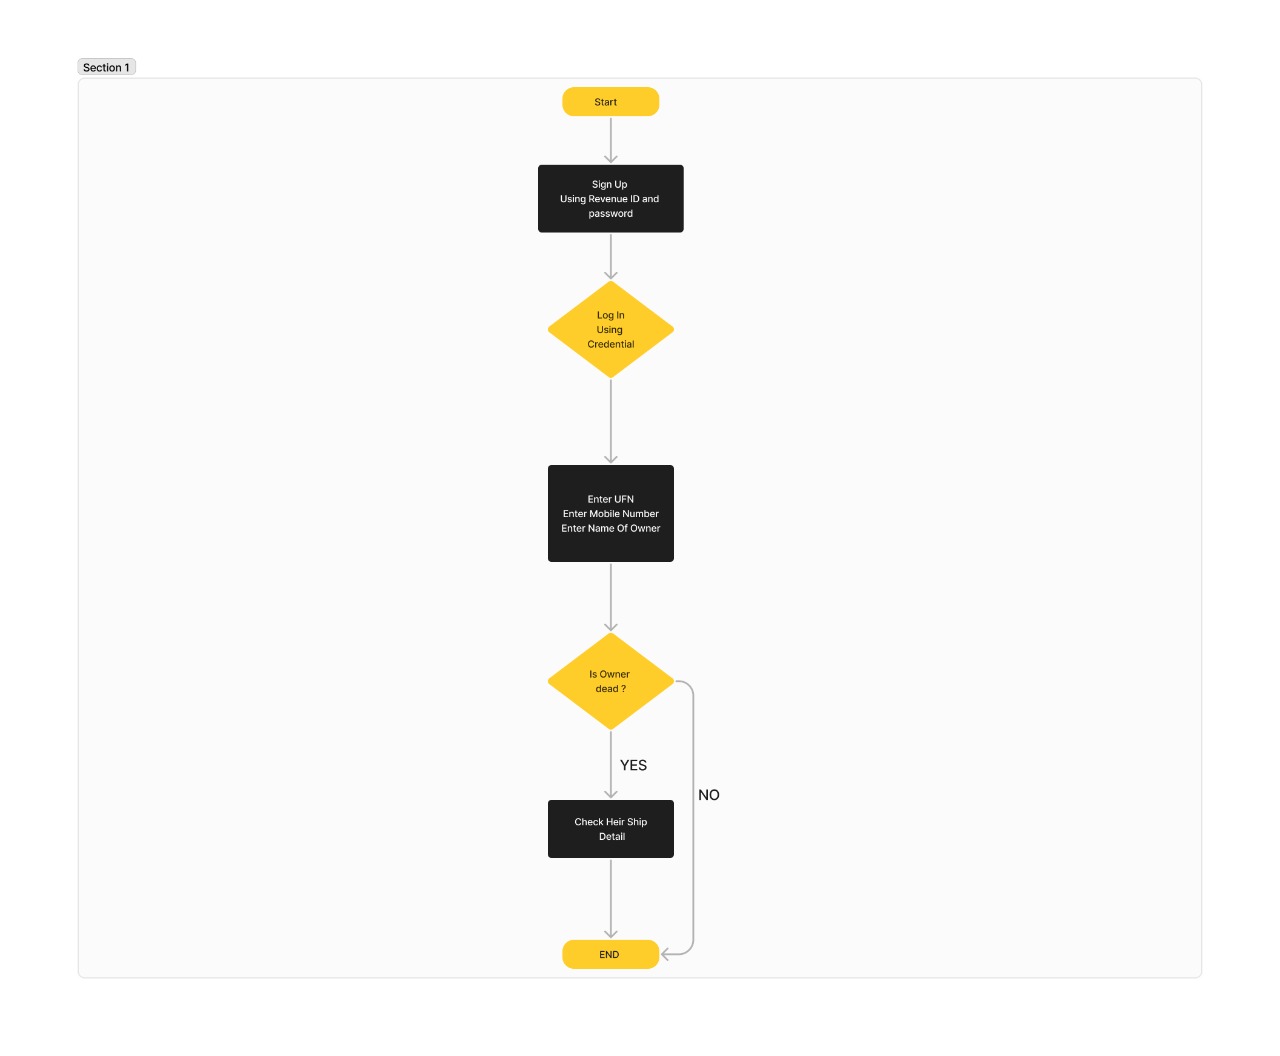 Section 1
Start
Sign Up
Using Revenue ID and
password
Log In
Using
Credential
Enter UFN
Enter Mobile Number
Enter Name Of Owner
Is Owner
dead ?
YES
NO
Check Heir Ship
Detail
END